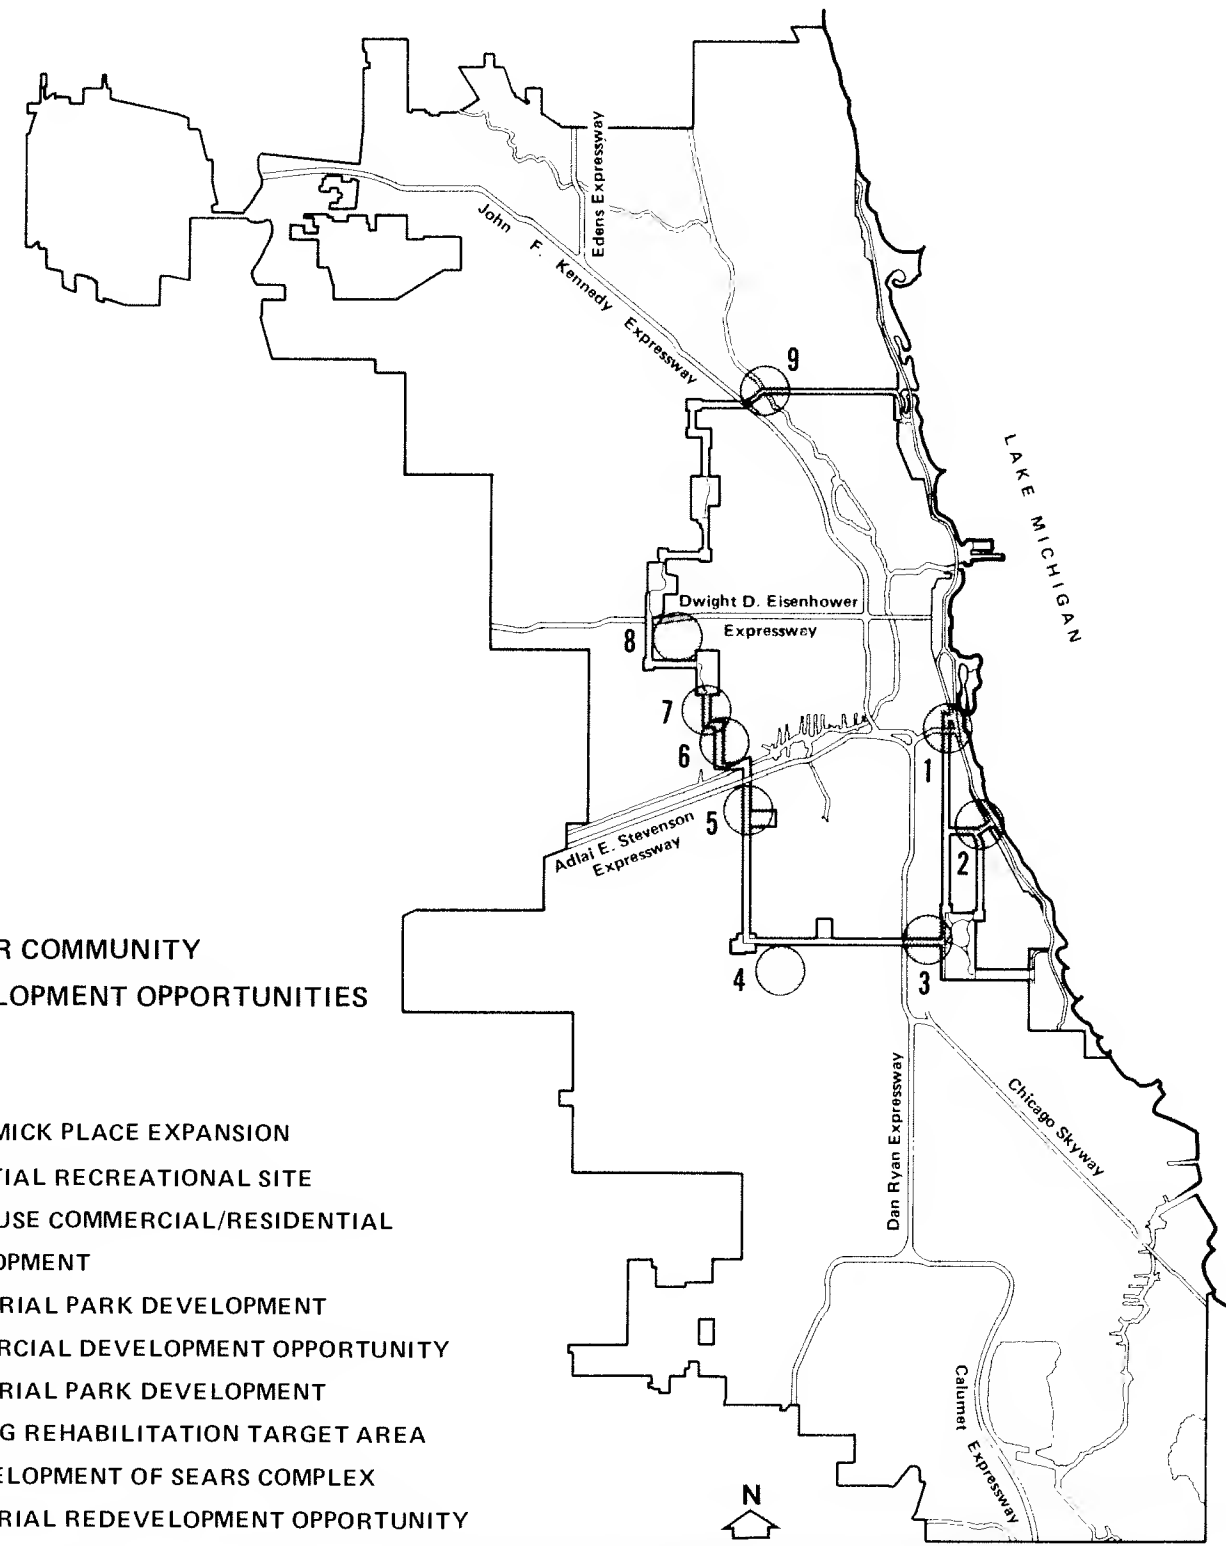 Edens Expressway
John F. Kennedy Expressway
9
LAKE MICHIGAN
Dwight D. Eisenhower
Expressway
8
7
6
1
5
Adlai E. Stevenson
Expressway
2
R COMMUNITY
LOPMENT OPPORTUNITIES
4
3
Dan Ryan Expressway
Chicago Skyway
MICK PLACE EXPANSION
TIAL RECREATIONAL SITE
USE COMMERCIAL/RESIDENTIAL
OPMENT
RIAL PARK DEVELOPMENT
RCIAL DEVELOPMENT OPPORTUNITY
RIAL PARK DEVELOPMENT
G REHABILITATION TARGET AREA
ELOPMENT OF SEARS COMPLEX
RIAL REDEVELOPMENT OPPORTUNITY
Calumet Expressway
N